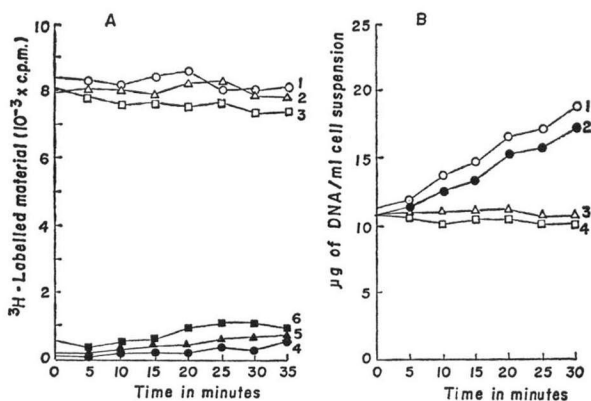 A
³H - Labelled material (10⁻³ x c.p.m.)
10
8
6
4
2
0
1
2
3
6
5
4
0 5 10 15 20 25 30 35
Time in minutes
B
µg of DNA/ml cell suspension
25
20
15
10
5
0
1
2
3
4
0 5 10 15 20 25 30
Time in minutes